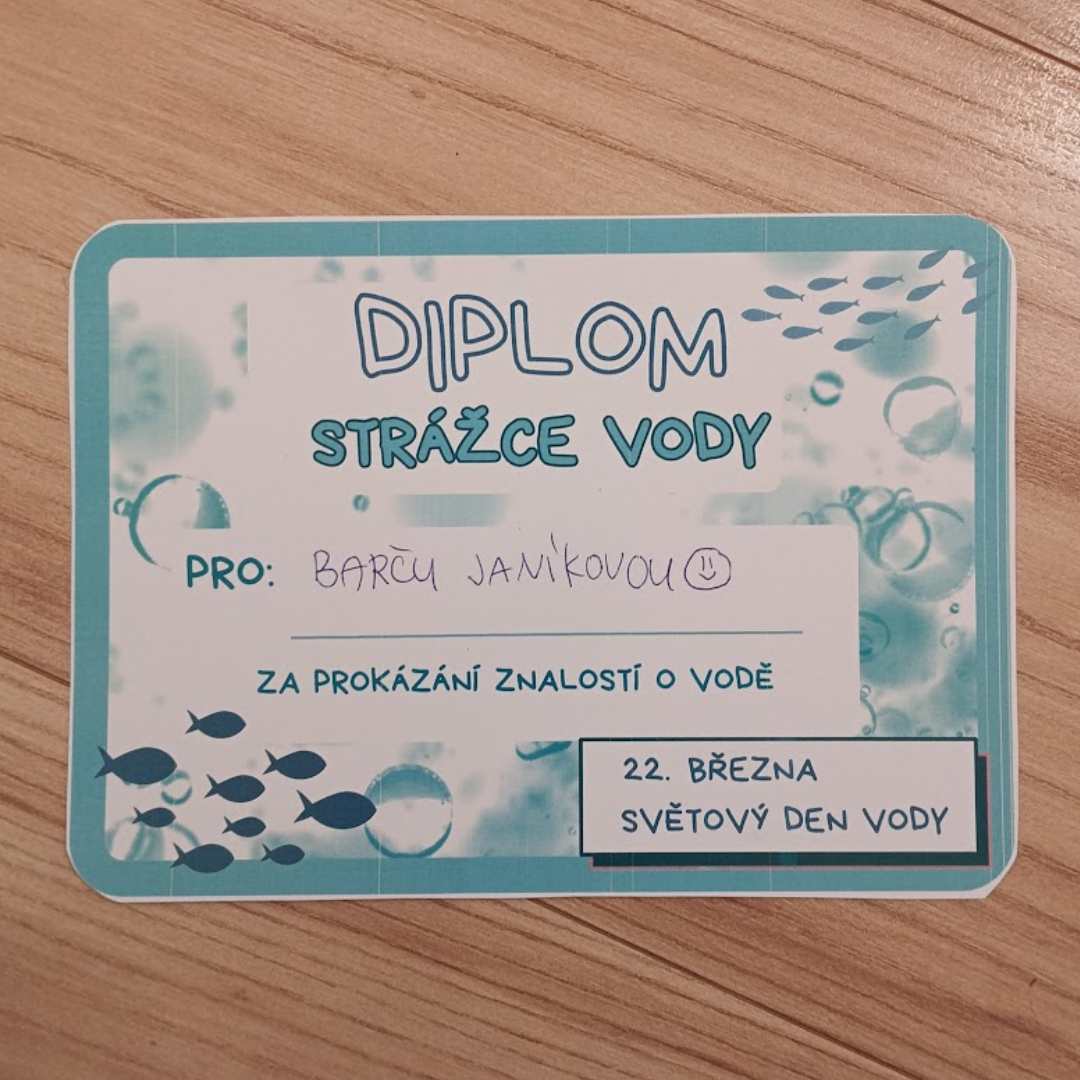 DIPLOM
STRÁŽCE VODY
PRO: BARČU JANÍKOVOU
ZA PROKÁZÁNÍ ZNALOSTÍ O VODĚ
22. BŘEZNA
SVĚTOVÝ DEN VODY